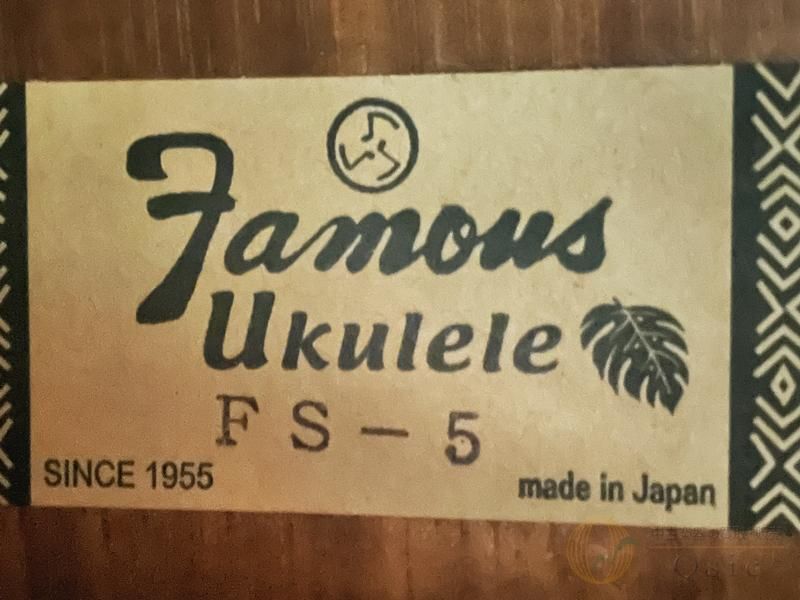 Famous
Ukulele
FS-5
SINCE 1955
made in Japan